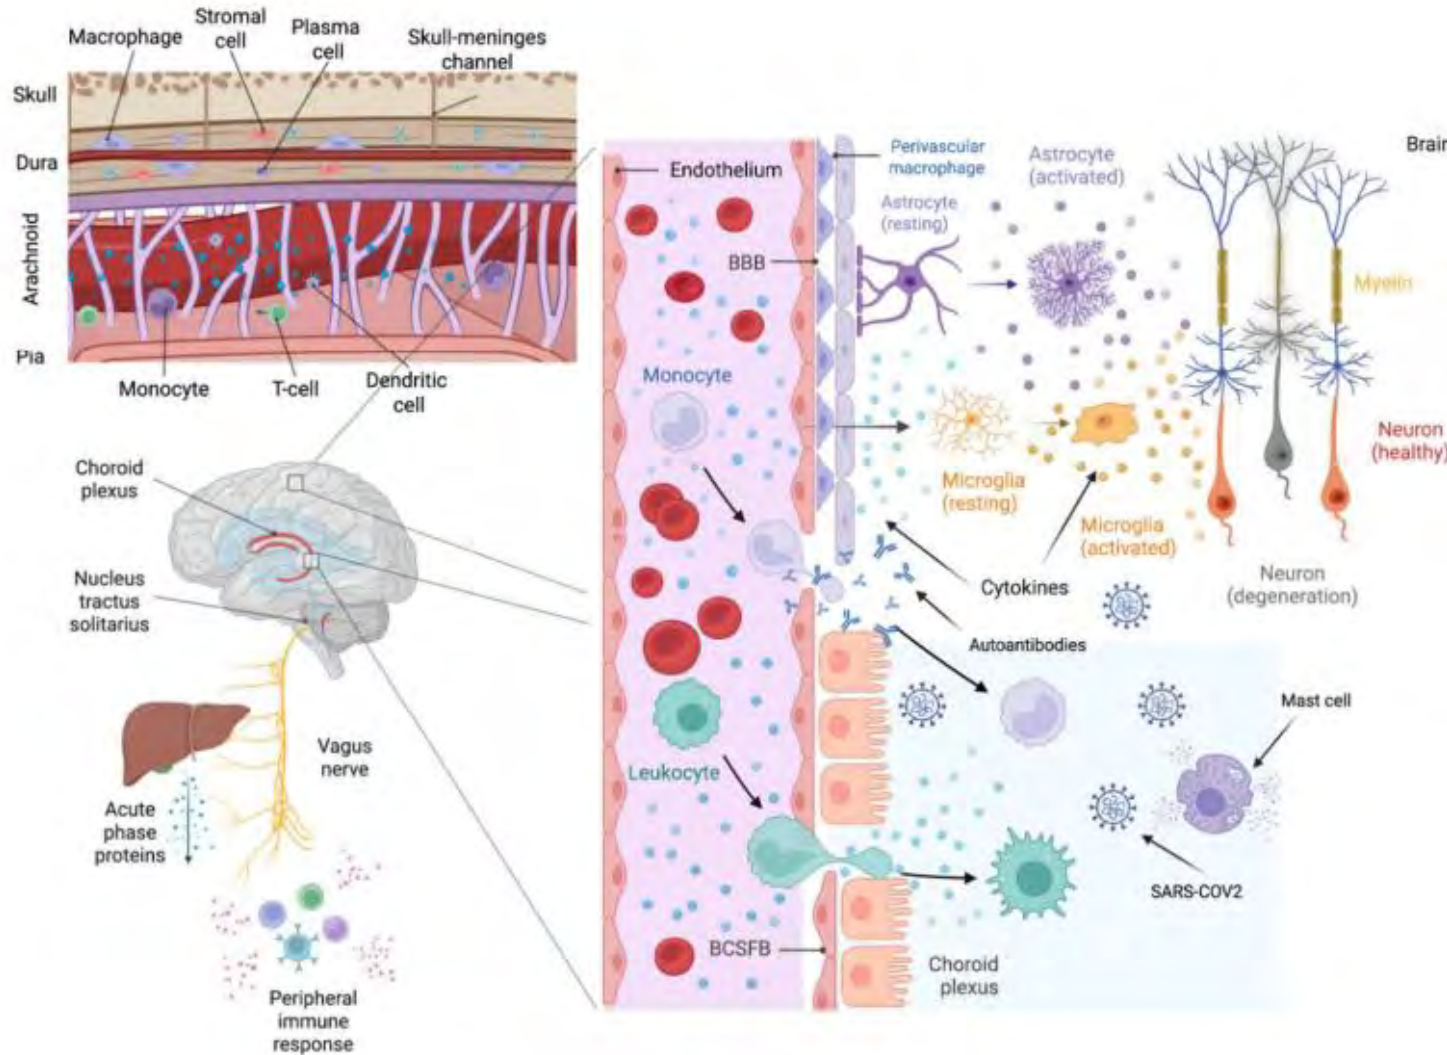 Macrophage
Stromal
cell
Plasma
cell
Skull-meninges
channel
Skull
Dura
Arachnoid
Pia
Monocyte
T-cell
Dendritic
cell
Choroid
plexus
Nucleus
tractus
solitarius
Vagus
nerve
Acute
phase
proteins
Peripheral
immune
response
Endothelium
BBB
Monocyte
Leukocyte
BCSFB
Perivascular
macrophage
Astrocyte
(resting)
Astrocyte
(activated)
Brain
Myelin
Microglia
(resting)
Microglia
(activated)
Neuron
(healthy)
Neuron
(degeneration)
Cytokines
Autoantibodies
Mast cell
SARS-COV2
Choroid
plexus